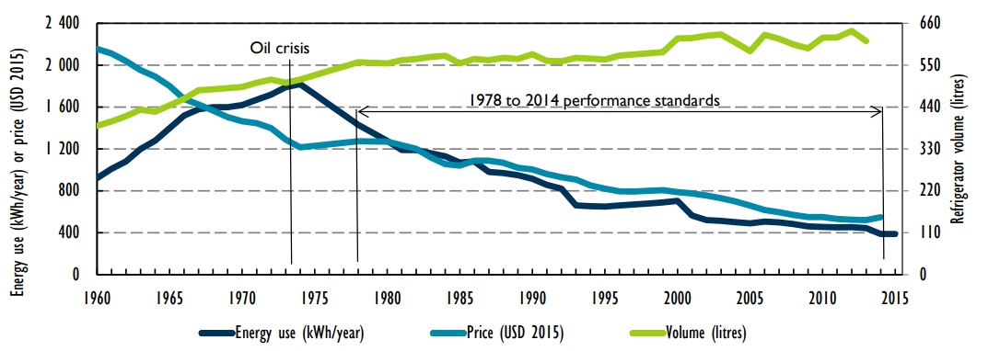 Energy use (kWh/year) or price (USD 2015)
2 400
2 000
1 600
1 200
800
400
0
Oil crisis
1978 to 2014 performance standards
660
550
440
330
220
110
0
Refrigerator volume (litres)
1960 1965 1970 1975 1980 1985 1990 1995 2000 2005 2010 2015
Energy use (kWh/year) Price (USD 2015) Volume (litres)